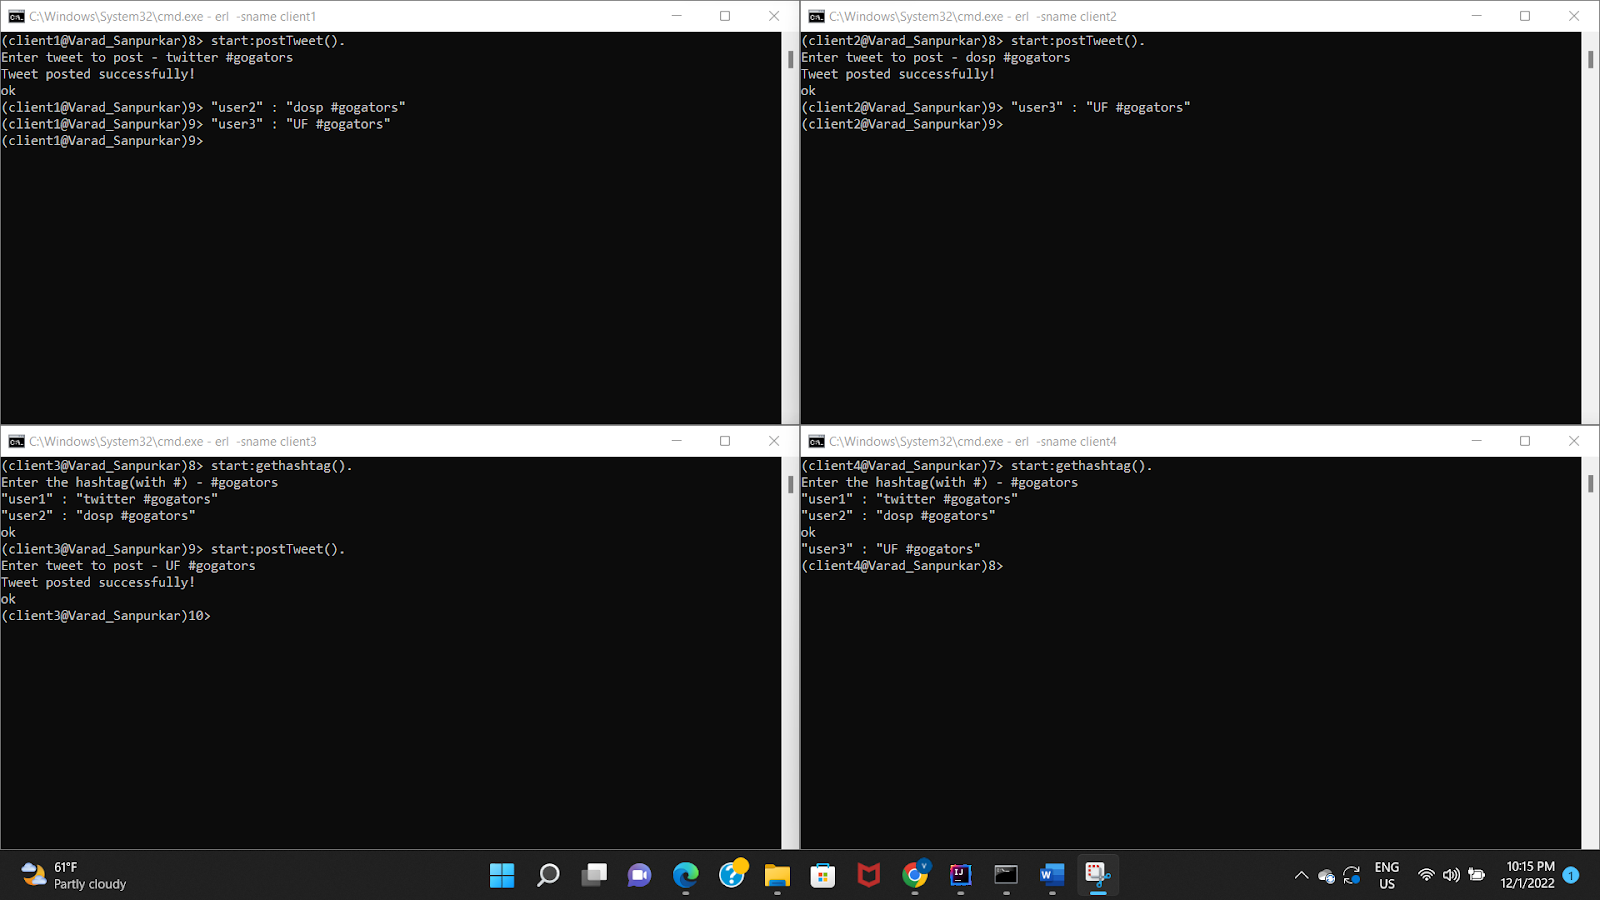 C:\Windows\System32\cmd.exe - erl  -sname client1
(client1@Varad_Sanpurkar)8> start:postTweet().
Enter tweet to post - twitter #gogators
Tweet posted successfully!
ok
(client1@Varad_Sanpurkar)9> "user2" : "dosp #gogators"
(client1@Varad_Sanpurkar)9> "user3" : "UF #gogators"
(client1@Varad_Sanpurkar)9>
C:\Windows\System32\cmd.exe - erl  -sname client2
(client2@Varad_Sanpurkar)8> start:postTweet().
Enter tweet to post - dosp #gogators
Tweet posted successfully!
ok
(client2@Varad_Sanpurkar)9> "user3" : "UF #gogators"
(client2@Varad_Sanpurkar)9>
C:\Windows\System32\cmd.exe - erl  -sname client3
(client3@Varad_Sanpurkar)8> start:gethashtag().
Enter the hashtag(with #) - #gogators
"user1" : "twitter #gogators"
"user2" : "dosp #gogators"
ok
(client3@Varad_Sanpurkar)9> start:postTweet().
Enter tweet to post - UF #gogators
Tweet posted successfully!
ok
(client3@Varad_Sanpurkar)10>
C:\Windows\System32\cmd.exe - erl  -sname client4
(client4@Varad_Sanpurkar)7> start:gethashtag().
Enter the hashtag(with #) - #gogators
"user1" : "twitter #gogators"
"user2" : "dosp #gogators"
ok
"user3" : "UF #gogators"
(client4@Varad_Sanpurkar)8>
61°F
Partly cloudy
ENG
US
10:15 PM
12/1/2022
1